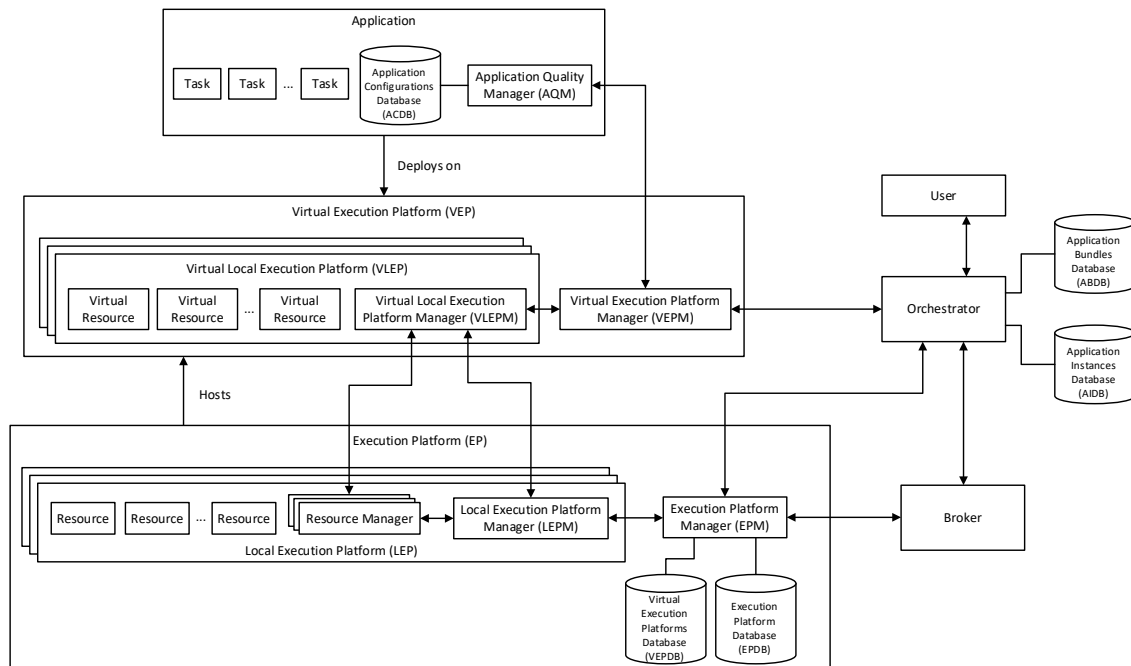 Application
Task
Task
...
Task
Application
Configurations
Database
(ACDB)
Application Quality
Manager (AQM)
Deploys on
Virtual Execution Platform (VEP)
User
Application
Bundles
Database
(ABDB)
Virtual Local Execution Platform (VLEP)
Virtual
Resource
Virtual
Resource
...
Virtual
Resource
Virtual Local Execution
Platform Manager (VLEPM)
Virtual Execution Platform
Manager (VEPM)
Orchestrator
Application
Instances
Database
(AIDB)
Hosts
Execution Platform (EP)
Resource
Resource
...
Resource
Resource Manager
Local Execution Platform
Manager (LEPM)
Execution Platform
Manager (EPM)
Broker
Local Execution Platform (LEP)
Virtual
Execution
Platforms
Database
(VEPDB)
Execution
Platform
Database
(EPDB)